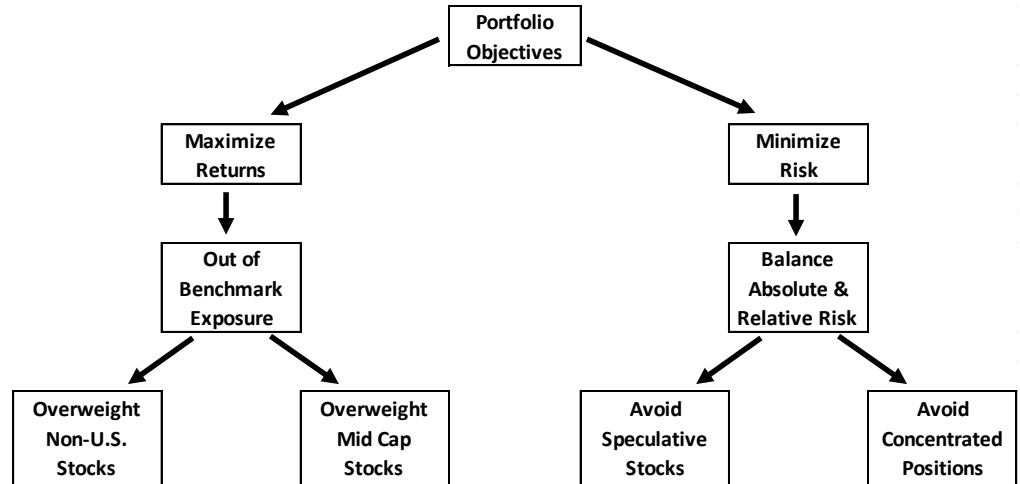 Portfolio
Objectives
Maximize
Returns
Minimize
Risk
Out of
Benchmark
Exposure
Balance
Absolute &
Relative Risk
Overweight
Non-U.S.
Stocks
Overweight
Mid Cap
Stocks
Avoid
Speculative
Stocks
Avoid
Concentrated
Positions